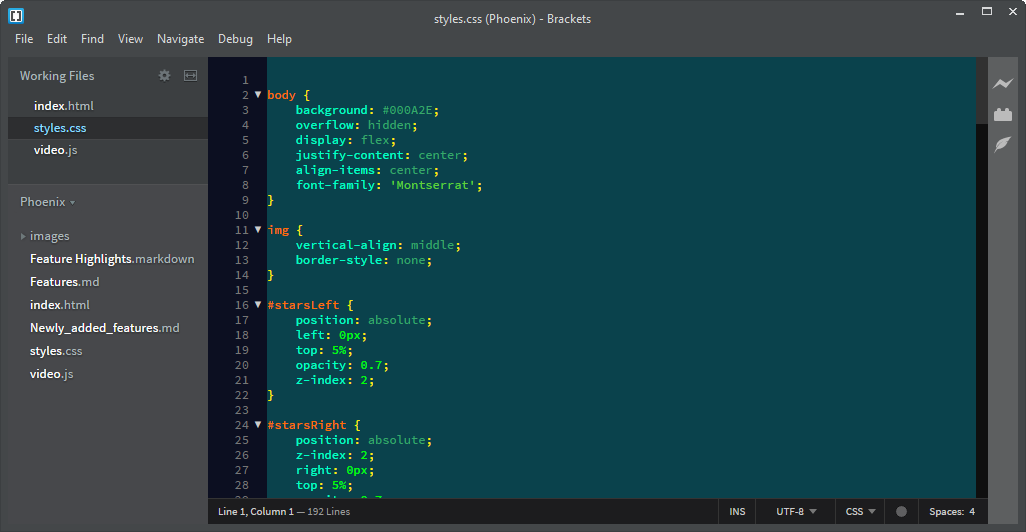 styles.css (Phoenix) - Brackets
File Edit Find View Navigate Debug Help
Working Files
index.html
styles.css
video.js
Phoenix
images
Feature Highlights.markdown
Features.md
index.html
Newly_added_features.md
styles.css
video.js
1
2 body {
3 background: #000A2E;
4 overflow: hidden;
5 display: flex;
6 justify-content: center;
7 align-items: center;
8 font-family: 'Montserrat';
9 }
10
11 img {
12 vertical-align: middle;
13 border-style: none;
14 }
15
16 #starsLeft {
17 position: absolute;
18 left: 0px;
19 top: 5%;
20 opacity: 0.7;
21 z-index: 2;
22 }
23
24 #starsRight {
25 position: absolute;
26 z-index: 2;
27 right: 0px;
28 top: 5%;
Line 1, Column 1 — 192 Lines INS UTF-8 CSS Spaces: 4